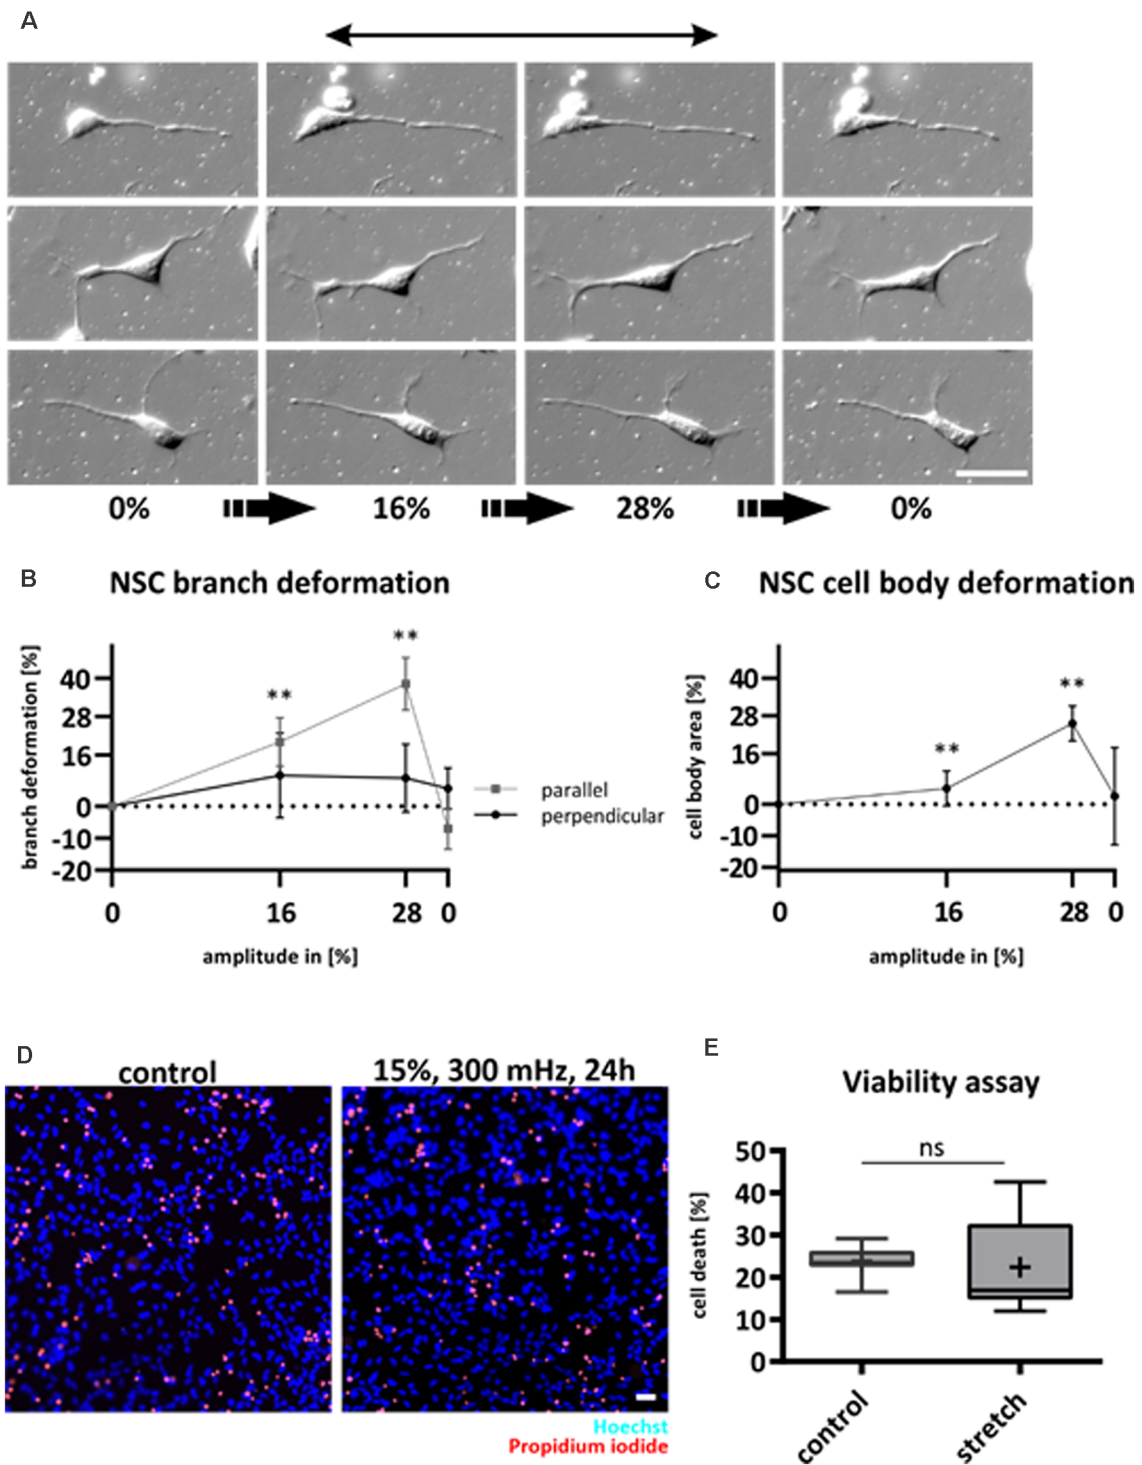 A
0% 16% 28% 0%
B NSC branch deformation
branch deformation [%]
**
**
40
28
16
0
-10
-20
0 16 28 0
amplitude in [%]
parallel
perpendicular
C NSC cell body deformation
cell body area [%]
**
**
40
28
16
0
-10
-20
0 16 28 0
amplitude in [%]
D
control 15%, 300 mHz, 24h
Hoechst
Propidium iodide
E
Viability assay
cell death [%]
ns
50
40
30
20
10
0
control stretch